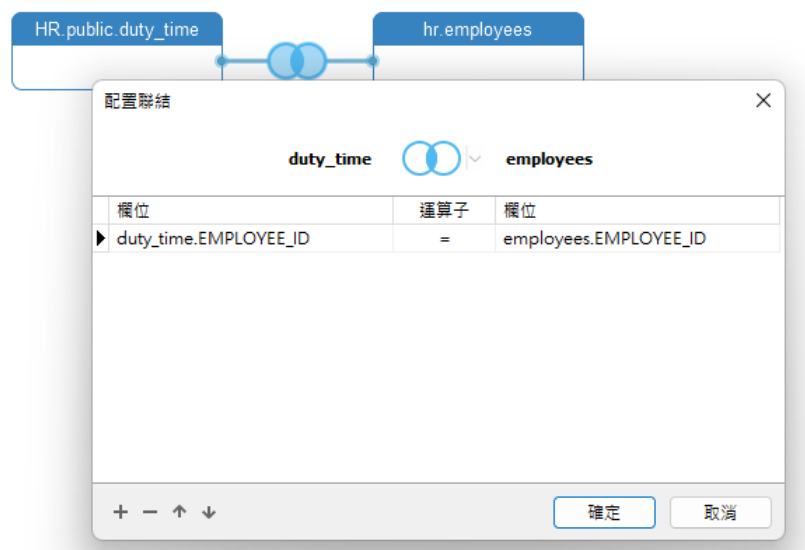 HR.public.duty_time
hr.employees
配置聯結
duty_time
employees
欄位 運算子 欄位
duty_time.EMPLOYEE_ID = employees.EMPLOYEE_ID
確定 取消